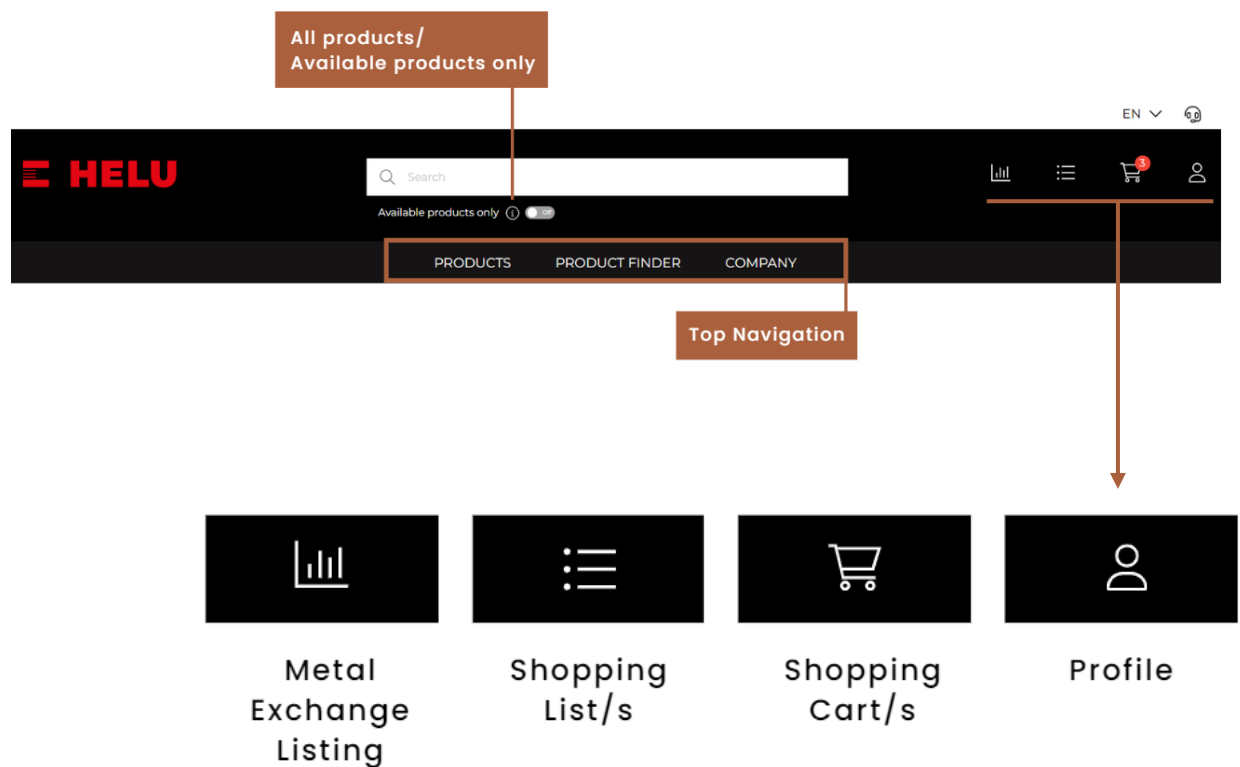 All products/
Available products only
EN
HELU
Search
3
Available products only
Off
PRODUCTS PRODUCT FINDER COMPANY
Top Navigation
Metal
Exchange
Listing
Shopping
List/s
Shopping
Cart/s
Profile